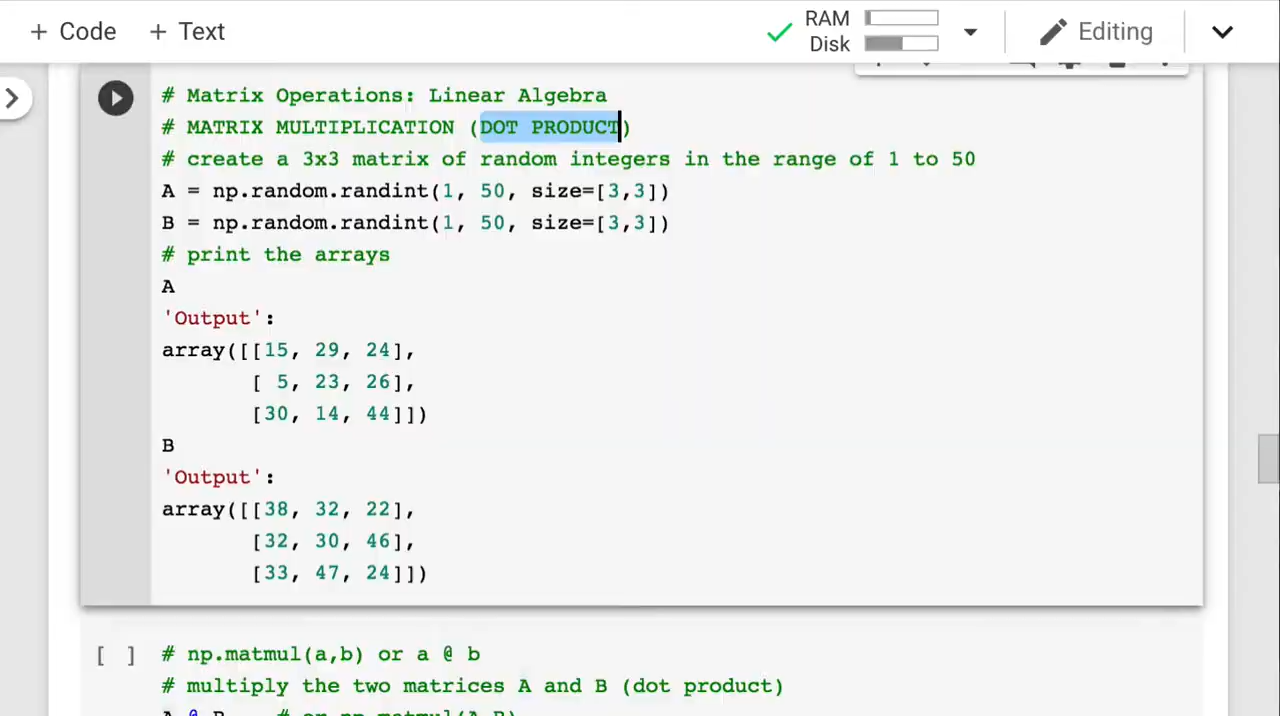 + Code + Text
RAM
Disk
Editing
# Matrix Operations: Linear Algebra
# MATRIX MULTIPLICATION (DOT PRODUCT)
# create a 3x3 matrix of random integers in the range of 1 to 50
A = np.random.randint(1, 50, size=[3,3])
B = np.random.randint(1, 50, size=[3,3])
# print the arrays
A
'Output':
array([[15, 29, 24],
[ 5, 23, 26],
[30, 14, 44]])
B
'Output':
array([[38, 32, 22],
[32, 30, 46],
[33, 47, 24]])
[ ] # np.matmul(a,b) or a @ b
# multiply the two matrices A and B (dot product)
A @ B # or np.matmul(A,B)